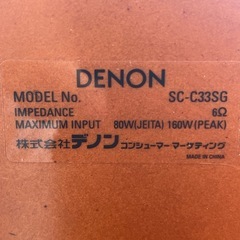 DENON
MODEL No. SC-C33SG
IMPEDANCE 6Ω
MAXIMUM INPUT 80W(JEITA) 160W(PEAK)
株式会社デノン コンシューマー マーケティング
MADE IN CHINA